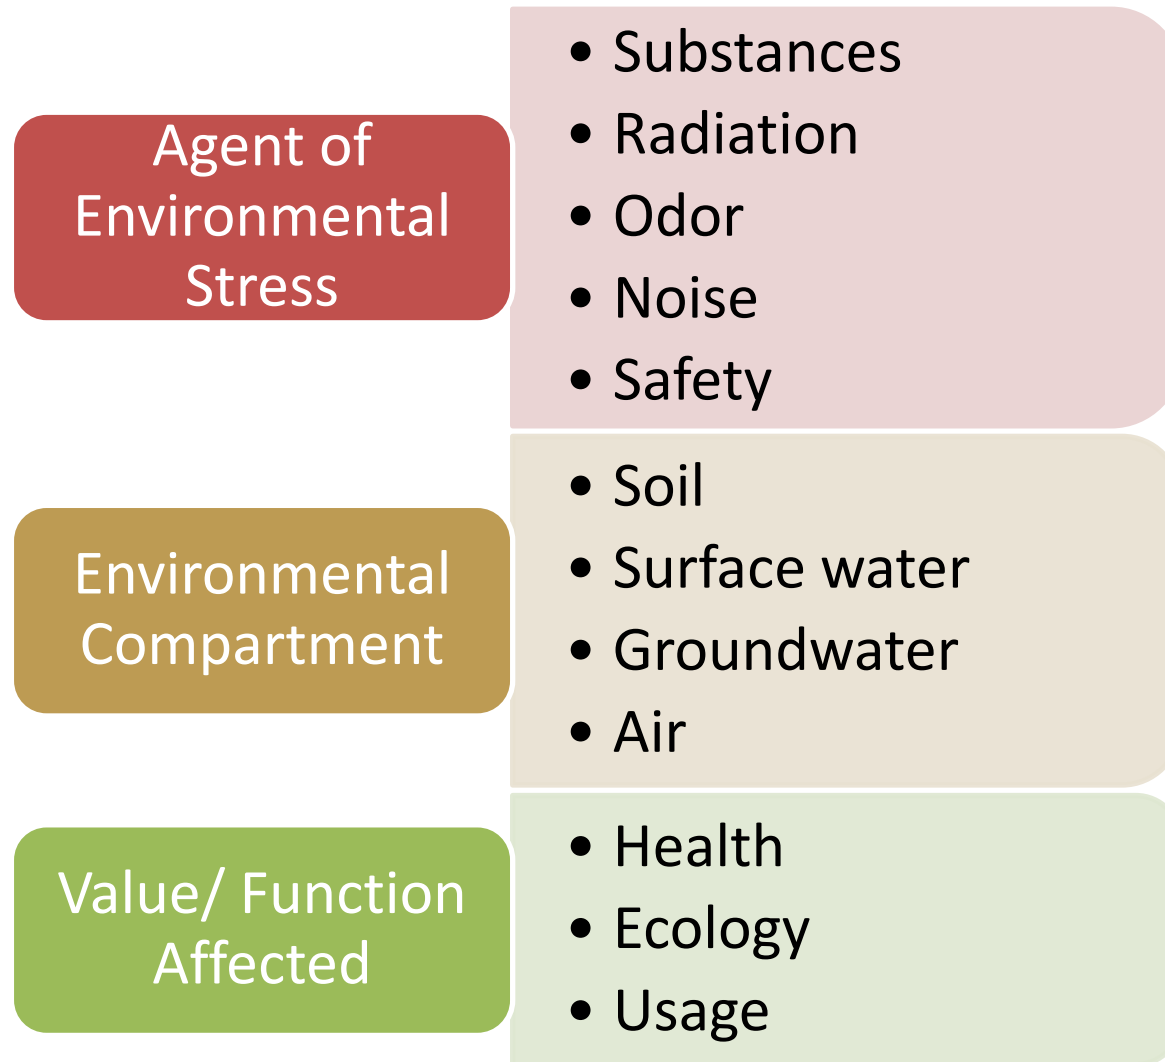 Agent of
Environmental
Stress
• Substances
• Radiation
• Odor
• Noise
• Safety
Environmental
Compartment
• Soil
• Surface water
• Groundwater
• Air
Value/ Function
Affected
• Health
• Ecology
• Usage